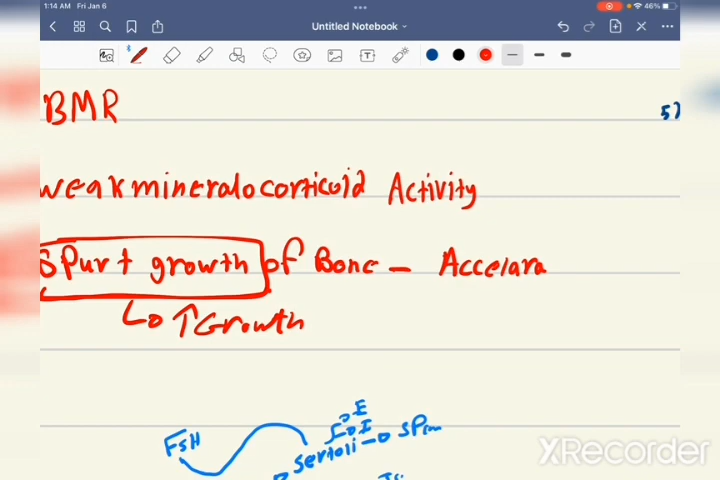 1:14 AM Fri Jan 6
46%
Untitled Notebook
BMR
weak mineralocorticoid Activity
Spurt growth of Bone - Accelara
↳ ↑Growth
E
I
FSH
Sertoli
XRecorder